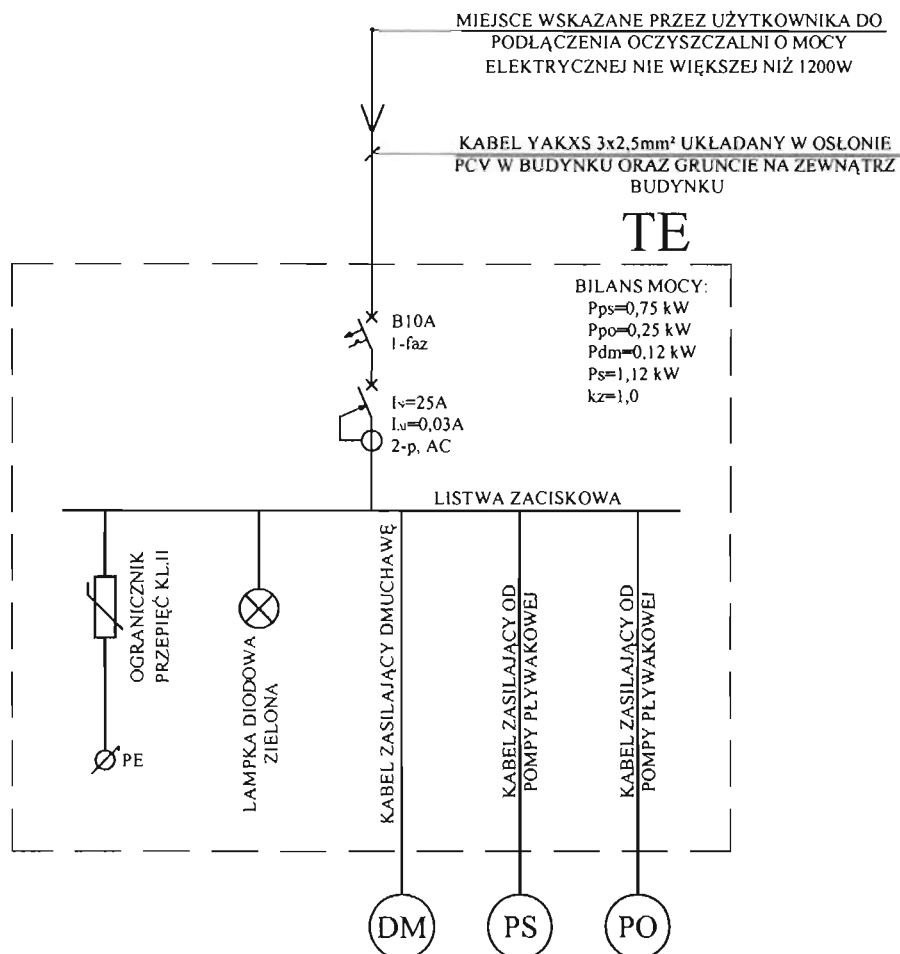 MIEJSCE WSKAZANE PRZEZ UŻYTKOWNIKA DO
PODŁĄCZENIA OCZYSZCZALNI O MOCY
ELEKTRYCZNEJ NIE WIĘKSZEJ NIŻ 1200W
KABEL YAKXS 3x2,5mm² UKŁADANY W OSŁONIE
PCV W BUDYNKU ORAZ GRUNCIE NA ZEWNĄTRZ
BUDYNKU
TE
BILANS MOCY:
Pps=0,75 kW
Ppo=0,25 kW
Pdm=0,12 kW
Ps=1,12 kW
kz=1,0
B10A
1-faz
=25A
=0,03A
2-p, AC
LISTWA ZACISKOWA
OGRANICZNIK
PRZEPIĘĆ KL.II
PE
LAMPKA DIODOWA
ZIELONA
KABEL ZASILAJĄCY DMUCHAWĘ
KABEL ZASILAJĄCY OD
POMPY PŁYWAKOWEJ
KABEL ZASILAJĄCY OD
POMPY PŁYWAKOWEJ
DM
PS
PO